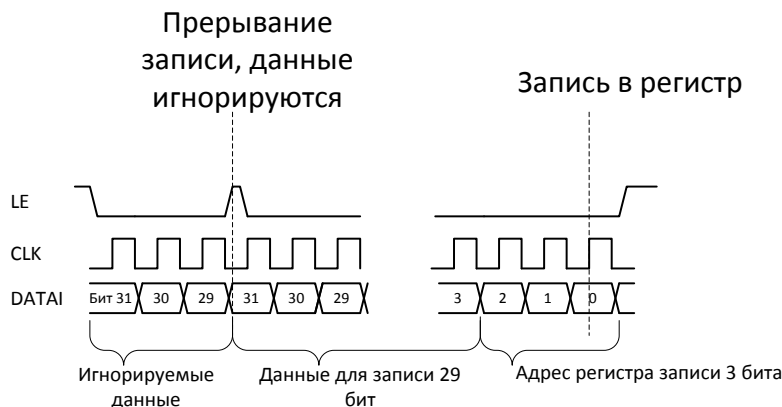 Прерывание
записи, данные
игнорируются
Запись в регистр
LE
CLK
DATAI
Бит 31 30 29 31 30 29 3 2 1 0
Игнорируемые
данные
Данные для записи 29
бит
Адрес регистра записи 3 бита